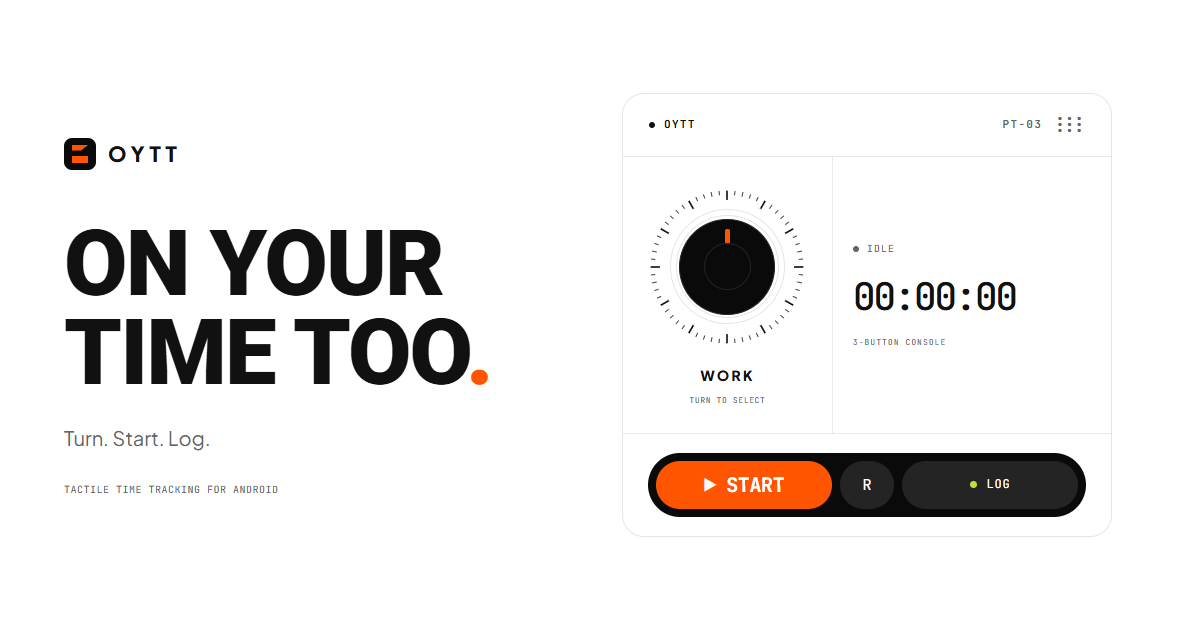 OYTT
ON YOUR
TIME TOO.
Turn. Start. Log.
TACTILE TIME TRACKING FOR ANDROID
OYTT
PT-03
WORK
TURN TO SELECT
IDLE
00:00:00
3-BUTTON CONSOLE
START
R
LOG